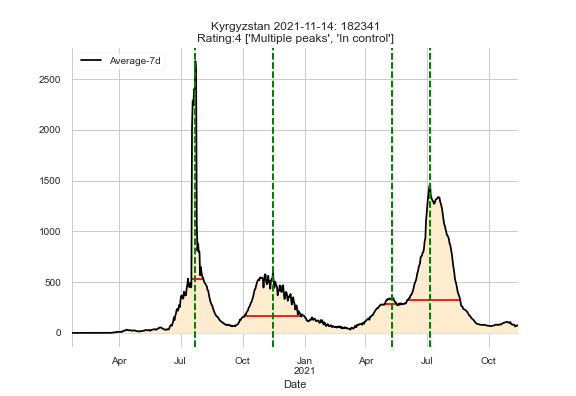 Kyrgyzstan 2021-11-14: 182341
Rating:4 ['Multiple peaks', 'In control']
Average-7d
2500
2000
1500
1000
500
0
Apr Jul Oct Jan Apr Jul Oct
2021
Date